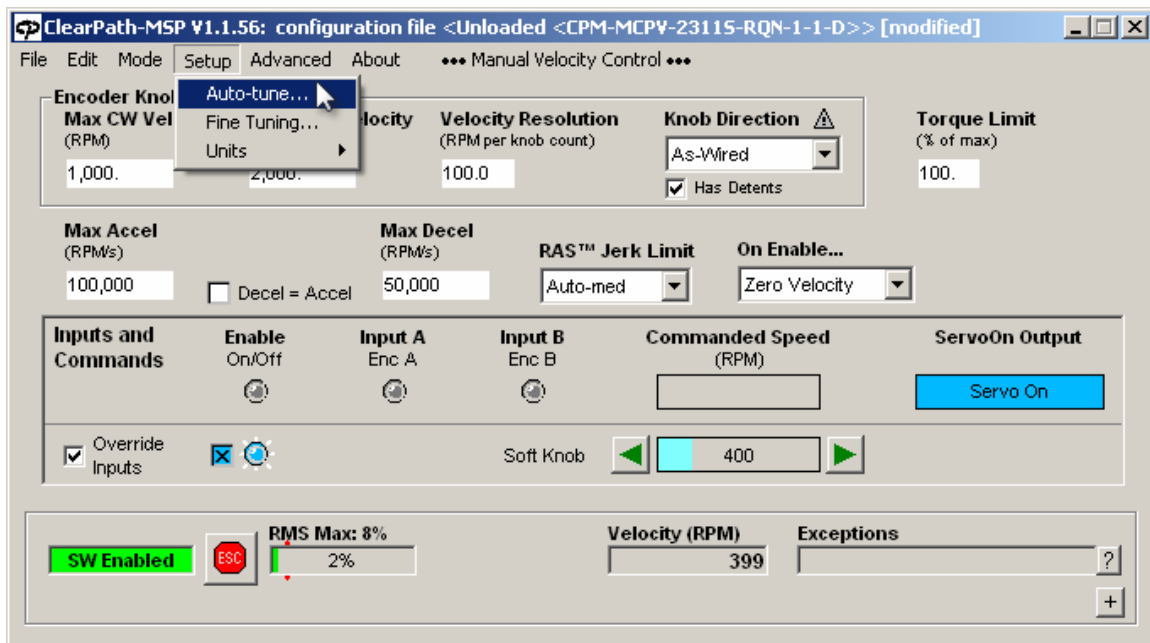 ClearPath-MSP V1.1.56: configuration file <Unloaded <CPM-MCPV-2311S-RQN-1-1-D>> [modified]
File Edit Mode Setup Advanced About ••• Manual Velocity Control •••
Auto-tune...
Fine Tuning...
Units
Encoder Knob
Max CW Vel
(RPM)
1,000.
locity
2,000.
Velocity Resolution
(RPM per knob count)
100.0
Knob Direction
As-Wired
Has Detents
Torque Limit
(% of max)
100.
Max Accel
(RPM/s)
100,000
Decel = Accel
Max Decel
(RPM/s)
50,000
RAS™ Jerk Limit
Auto-med
On Enable...
Zero Velocity
Inputs and
Commands
Enable
On/Off
Input A
Enc A
Input B
Enc B
Commanded Speed
(RPM)
ServoOn Output
Servo On
Override
Inputs
Soft Knob
400
SW Enabled
ESC
RMS Max: 8%
2%
Velocity (RPM)
399
Exceptions
?
+